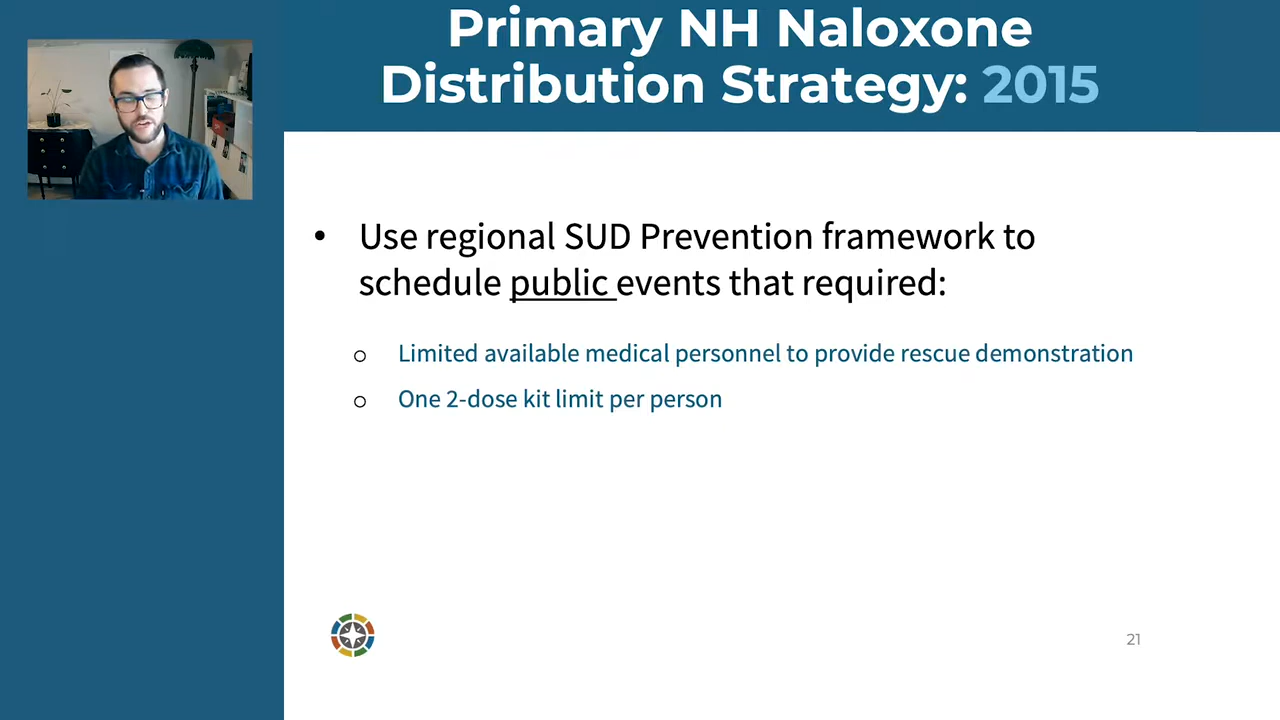 Primary NH Naloxone
Distribution Strategy: 2015
• Use regional SUD Prevention framework to
schedule public events that required:
o Limited available medical personnel to provide rescue demonstration
o One 2-dose kit limit per person
21